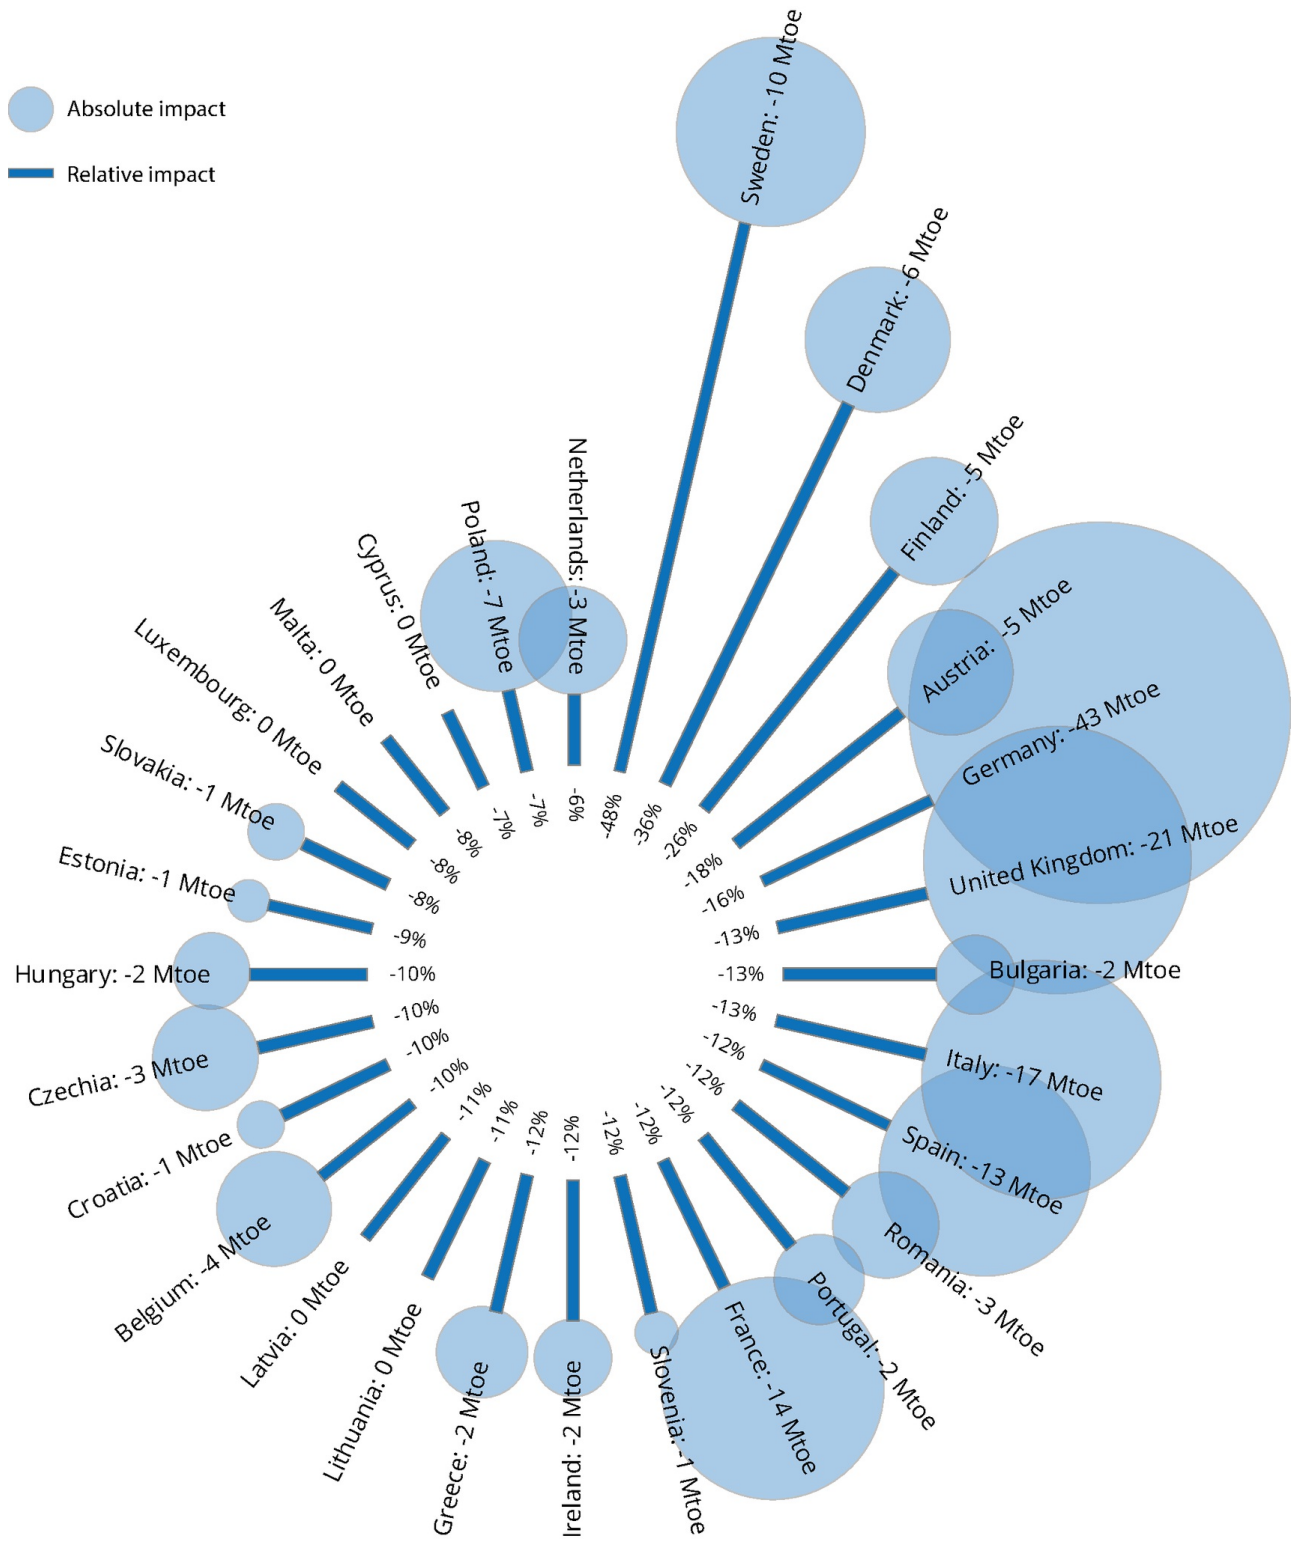 Absolute impact
Relative impact
Sweden: -10 Mtoe
Denmark: -6 Mtoe
Finland: -5 Mtoe
Austria: -5 Mtoe
Germany: -43 Mtoe
United Kingdom: -21 Mtoe
Bulgaria: -2 Mtoe
Italy: -17 Mtoe
Spain: -13 Mtoe
Romania: -3 Mtoe
Portugal: -2 Mtoe
France: -14 Mtoe
Slovenia: -1 Mtoe
Ireland: -2 Mtoe
Greece: -2 Mtoe
Lithuania: 0 Mtoe
Latvia: 0 Mtoe
Belgium: -4 Mtoe
Croatia: -1 Mtoe
Czechia: -3 Mtoe
Hungary: -2 Mtoe
Estonia: -1 Mtoe
Slovakia: -1 Mtoe
Luxembourg: 0 Mtoe
Malta: 0 Mtoe
Cyprus: 0 Mtoe
Poland: -7 Mtoe
Netherlands: -3 Mtoe
-48%
-36%
-26%
-18%
-16%
-13%
-13%
-13%
-12%
-12%
-12%
-12%
-12%
-12%
-12%
-11%
-11%
-10%
-10%
-10%
-10%
-9%
-8%
-8%
-8%
-7%
-7%
-6%